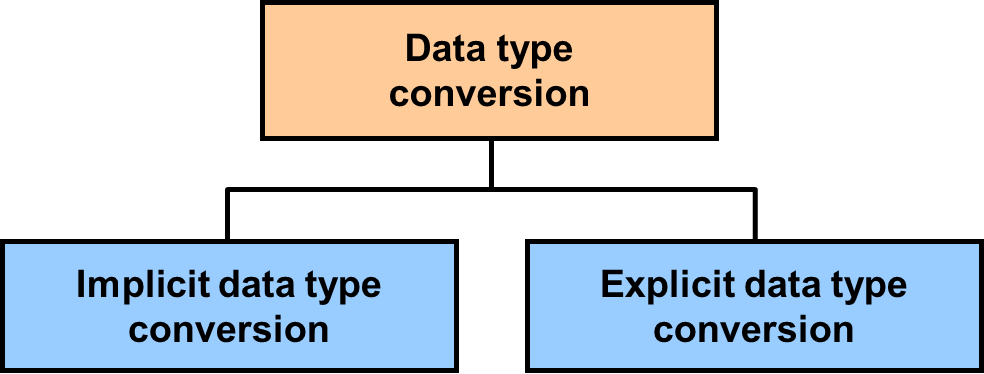 Data type
conversion
Implicit data type
conversion
Explicit data type
conversion